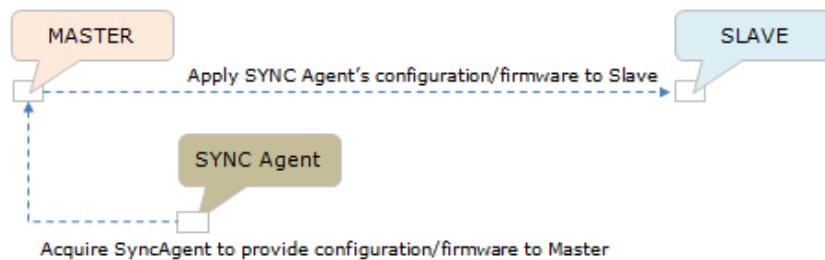 MASTER
SLAVE
Apply SYNC Agent's configuration/firmware to Slave
SYNC Agent
Acquire SyncAgent to provide configuration/firmware to Master